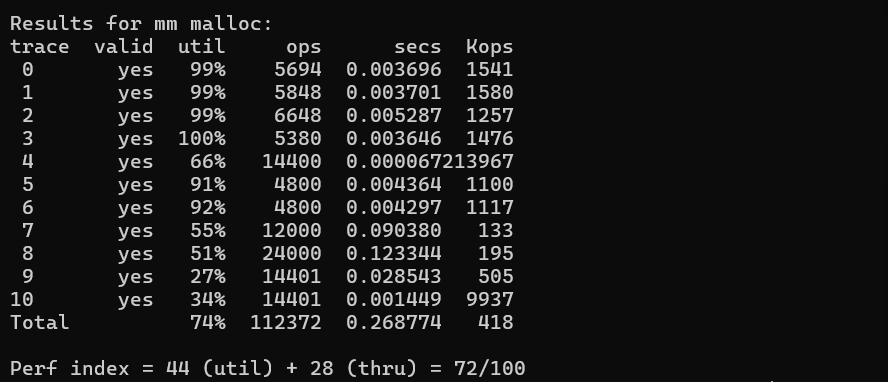 Results for mm malloc:
trace  valid  util     ops      secs  Kops
 0       yes   99%    5694  0.003696  1541
 1       yes   99%    5848  0.003701  1580
 2       yes   99%    6648  0.005287  1257
 3       yes  100%    5380  0.003646  1476
 4       yes   66%   14400  0.000067213967
 5       yes   91%    4800  0.004364  1100
 6       yes   92%    4800  0.004297  1117
 7       yes   55%   12000  0.090380   133
 8       yes   51%   24000  0.123344   195
 9       yes   27%   14401  0.028543   505
10       yes   34%   14401  0.001449  9937
Total          74%  112372  0.268774   418
Perf index = 44 (util) + 28 (thru) = 72/100